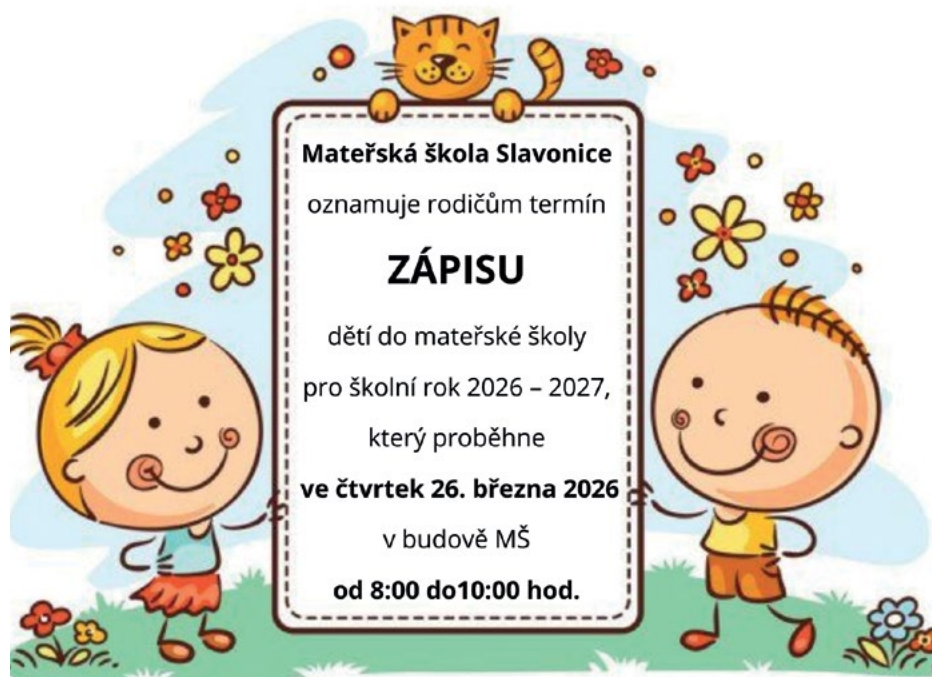 Mateřská škola Slavonice
oznamuje rodičům termín
ZÁPISU
dětí do mateřské školy
pro školní rok 2026 – 2027,
který proběhne
ve čtvrtek 26. března 2026
v budově MŠ
od 8:00 do10:00 hod.